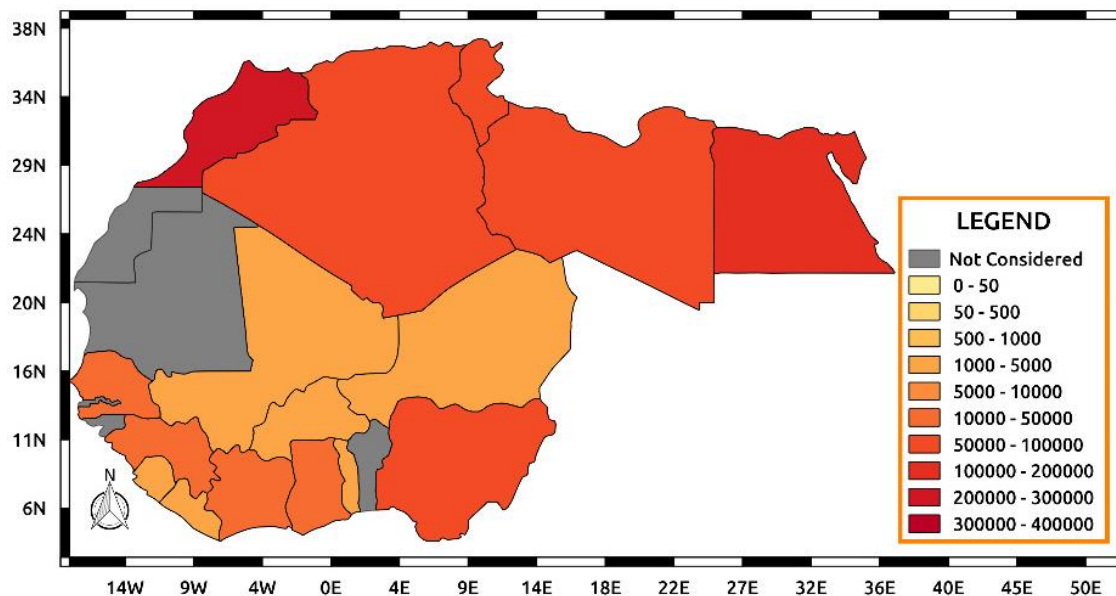 38N
34N
29N
24N
20N
16N
11N
6N
N
LEGEND
Not Considered
0 - 50
50 - 500
500 - 1000
1000 - 5000
5000 - 10000
10000 - 50000
50000 - 100000
100000 - 200000
200000 - 300000
300000 - 400000
14W 9W 4W 0E 4E 9E 14E 18E 22E 27E 32E 36E 40E 45E 50E